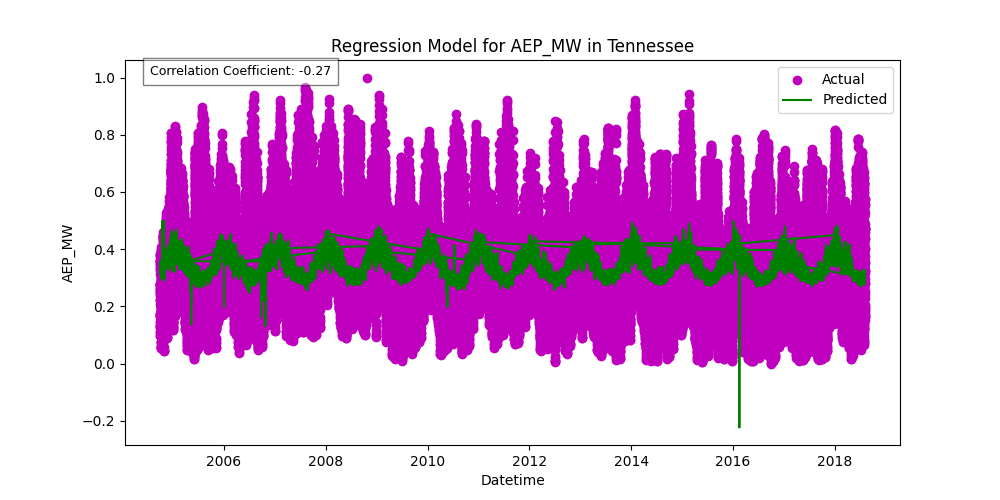 Regression Model for AEP_MW in Tennessee
Correlation Coefficient: -0.27
Actual
Predicted
1.0
0.8
0.6
0.4
0.2
0.0
−0.2
AEP_MW
2006 2008 2010 2012 2014 2016 2018
Datetime